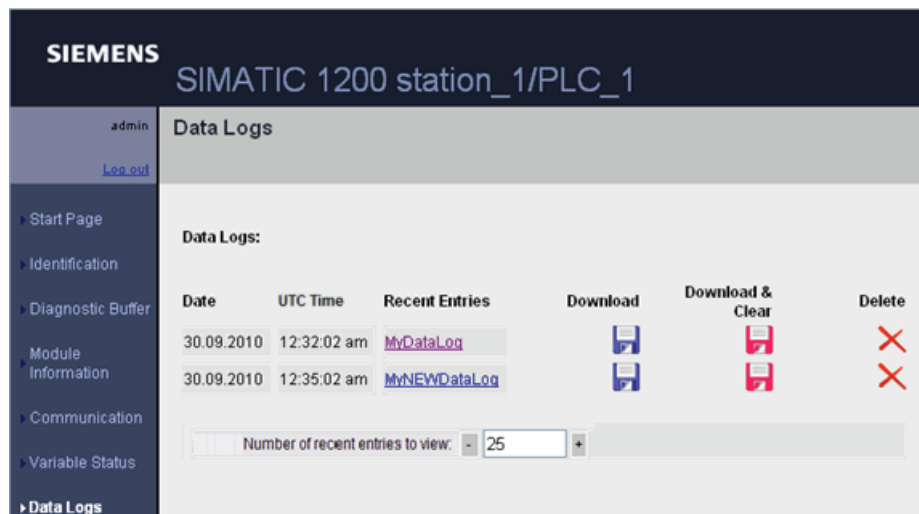 SIEMENS
SIMATIC 1200 station_1/PLC_1
admin
Log out
Data Logs
Start Page
Identification
Diagnostic Buffer
Module
Information
Communication
Variable Status
Data Logs
Data Logs:
Date UTC Time Recent Entries Download Download & Clear Delete
30.09.2010 12:32:02 am MyDataLog
30.09.2010 12:35:02 am MyNEWDataLog
Number of recent entries to view: - 25 +